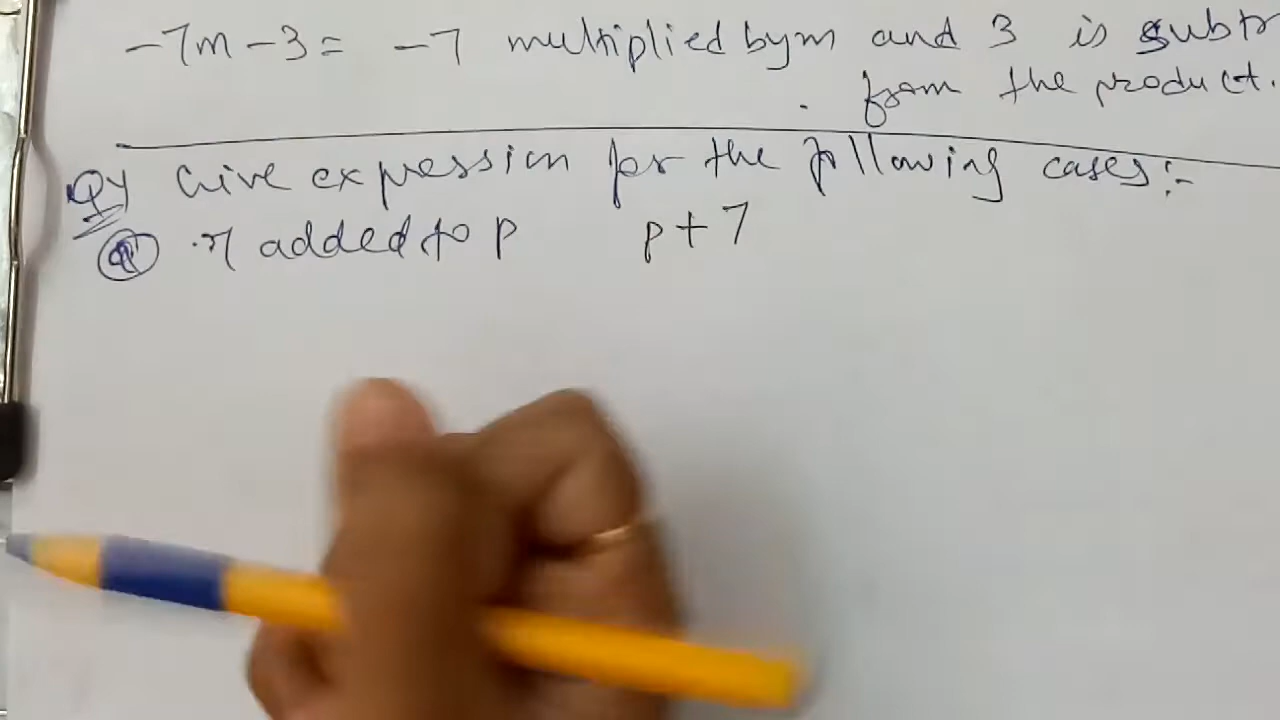 -7m-3= -7 multiplied by m and 3 is subtr
from the product.
Q4 Give expression for the following cases:-
(a) 7 added to p p+7